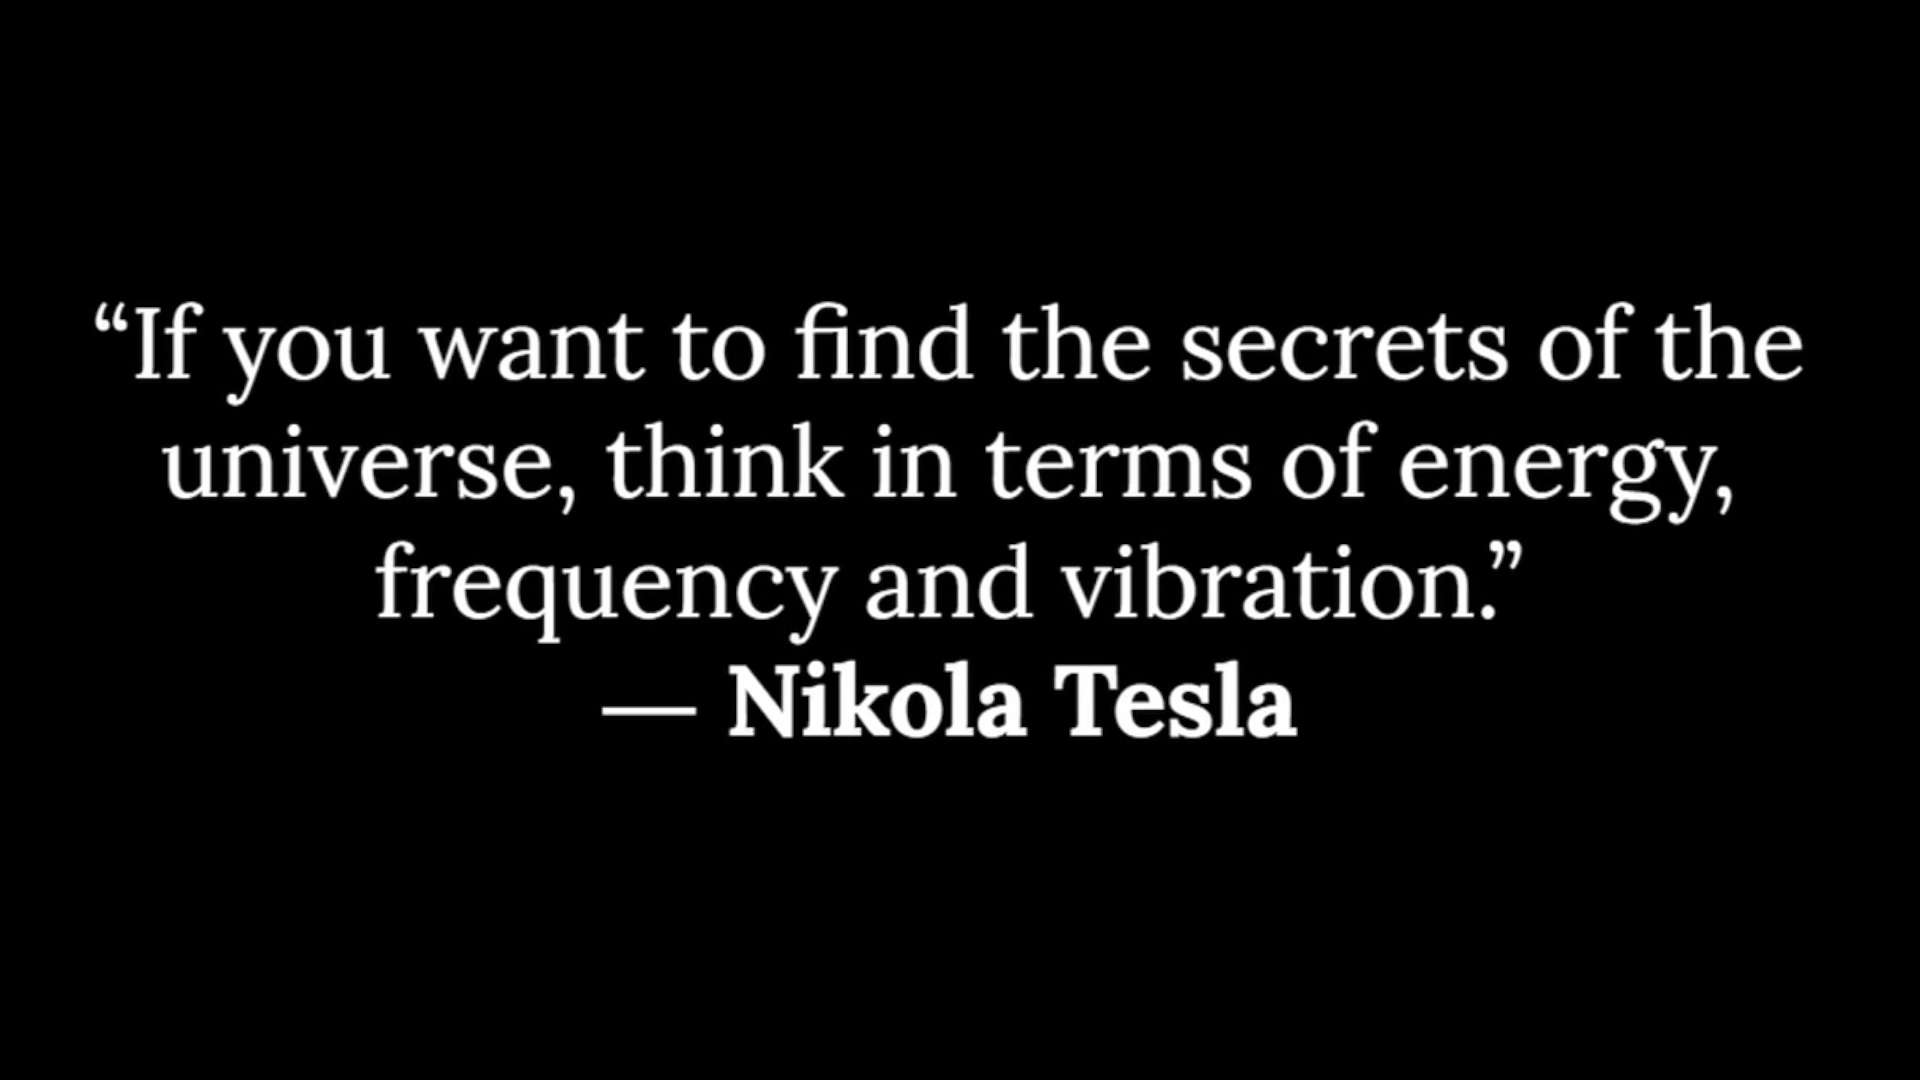 “If you want to find the secrets of the
universe, think in terms of energy,
frequency and vibration.”
— Nikola Tesla